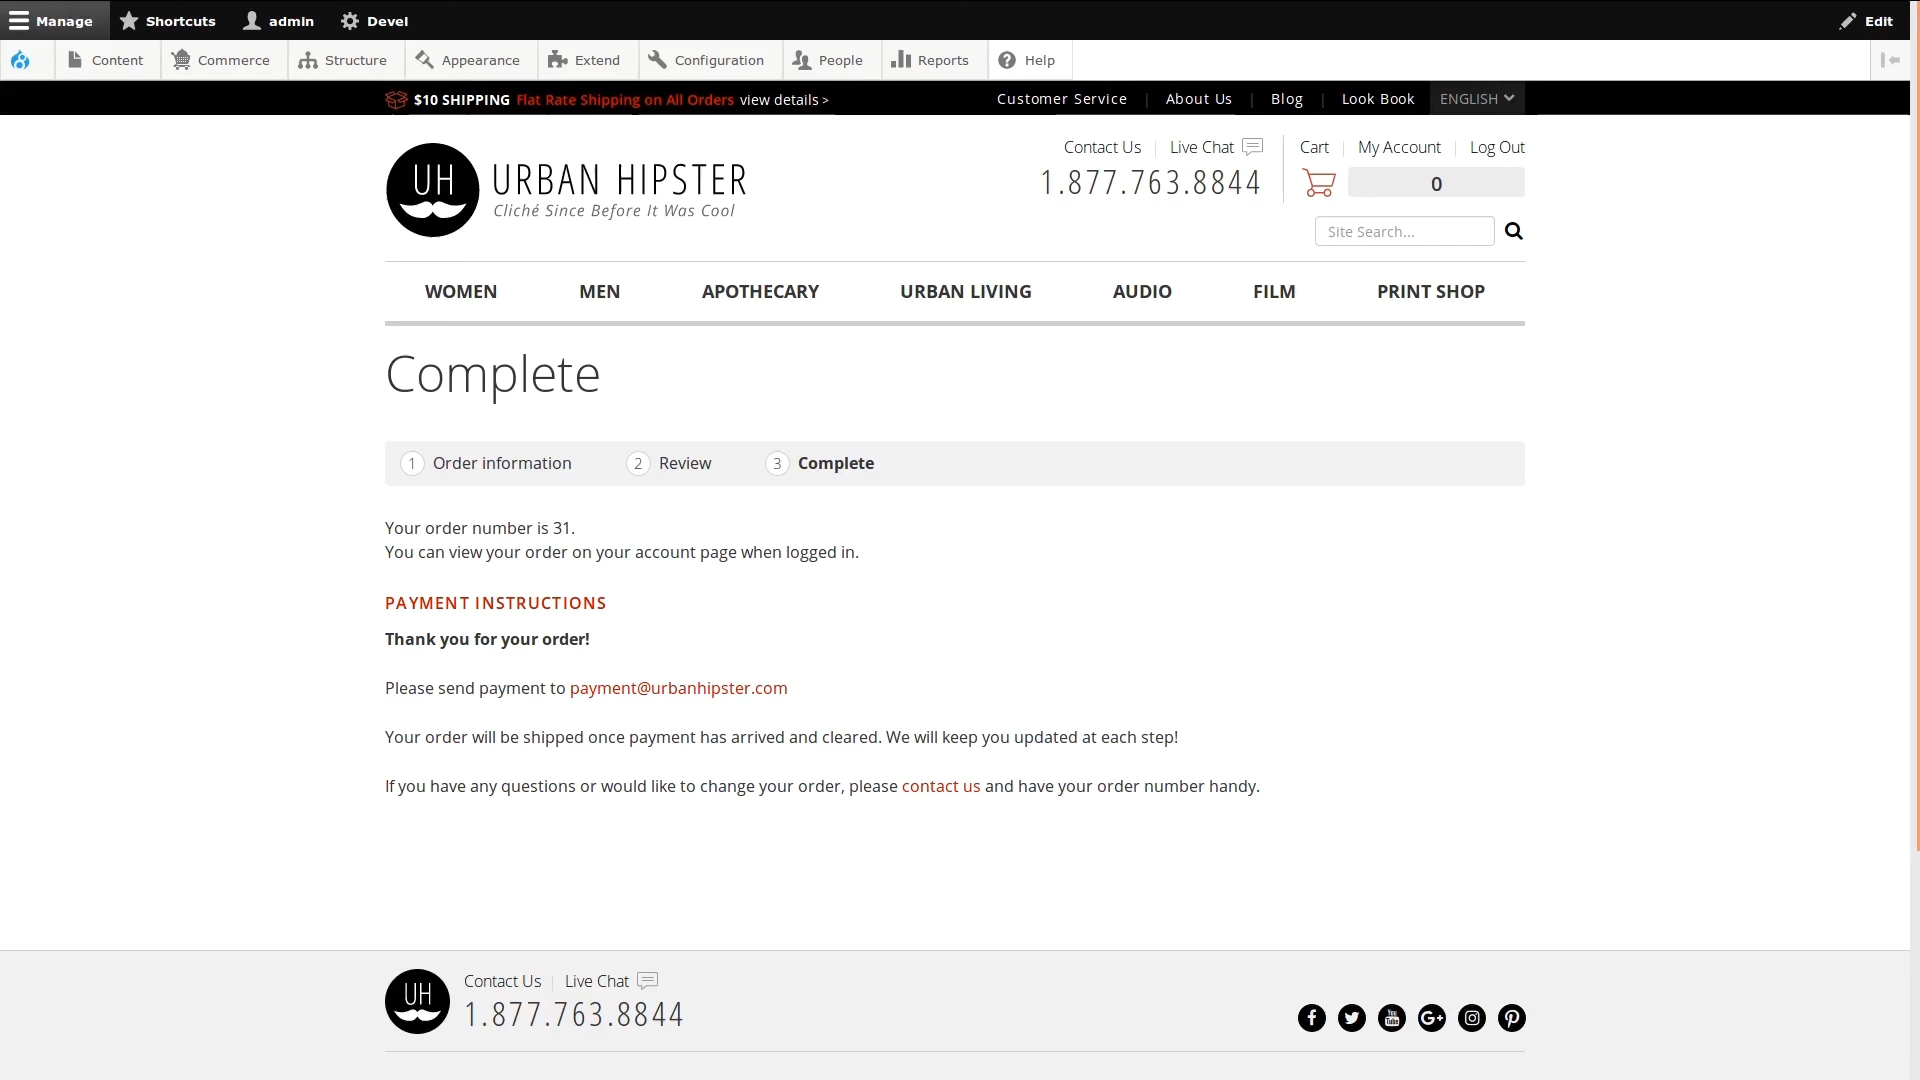 Manage Shortcuts admin Devel Edit
Content Commerce Structure Appearance Extend Configuration People Reports Help
$10 SHIPPING Flat Rate Shipping on All Orders view details > Customer Service | About Us | Blog | Look Book ENGLISH
Contact Us | Live Chat Cart | My Account | Log Out
UH URBAN HIPSTER 1.877.763.8844 0
Cliché Since Before It Was Cool
Site Search...
WOMEN MEN APOTHECARY URBAN LIVING AUDIO FILM PRINT SHOP
Complete
1 Order information 2 Review 3 Complete
Your order number is 31.
You can view your order on your account page when logged in.
PAYMENT INSTRUCTIONS
Thank you for your order!
Please send payment to payment@urbanhipster.com
Your order will be shipped once payment has arrived and cleared. We will keep you updated at each step!
If you have any questions or would like to change your order, please contact us and have your order number handy.
UH Contact Us | Live Chat
1.877.763.8844
You Tube G+